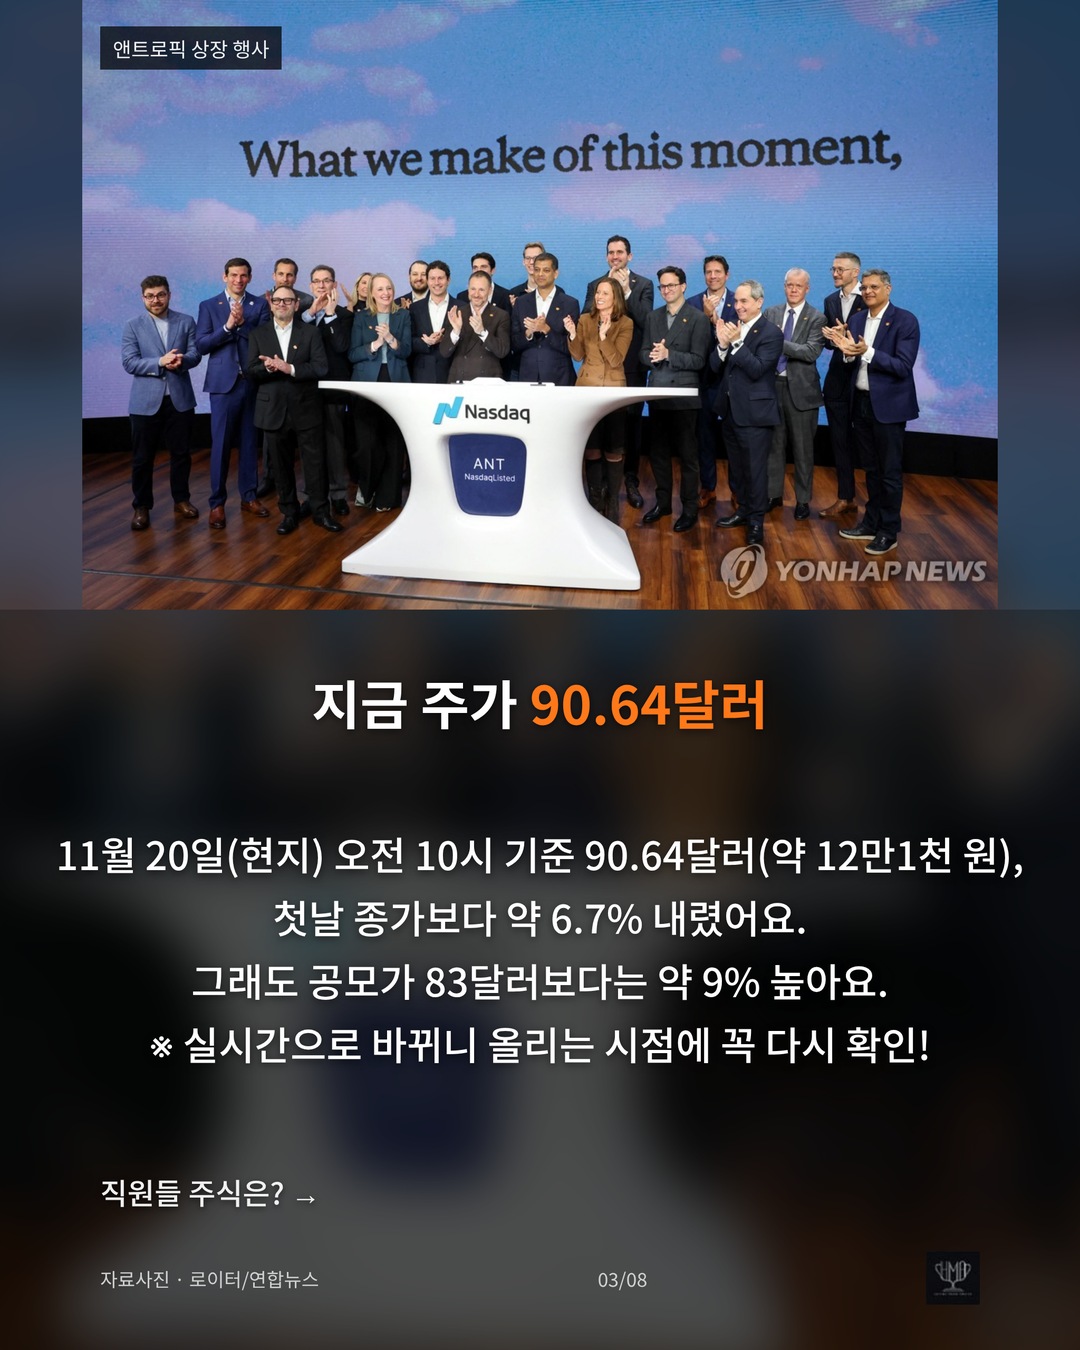 앤트로픽 상장 행사
What we make of this moment,
Nasdaq
ANT
NasdaqListed
YONHAP NEWS
지금 주가 90.64달러
11월 20일(현지) 오전 10시 기준 90.64달러(약 12만1천 원),
첫날 종가보다 약 6.7% 내렸어요.
그래도 공모가 83달러보다는 약 9% 높아요.
※ 실시간으로 바뀌니 올리는 시점에 꼭 다시 확인!
직원들 주식은? →
자료사진 · 로이터/연합뉴스
03/08